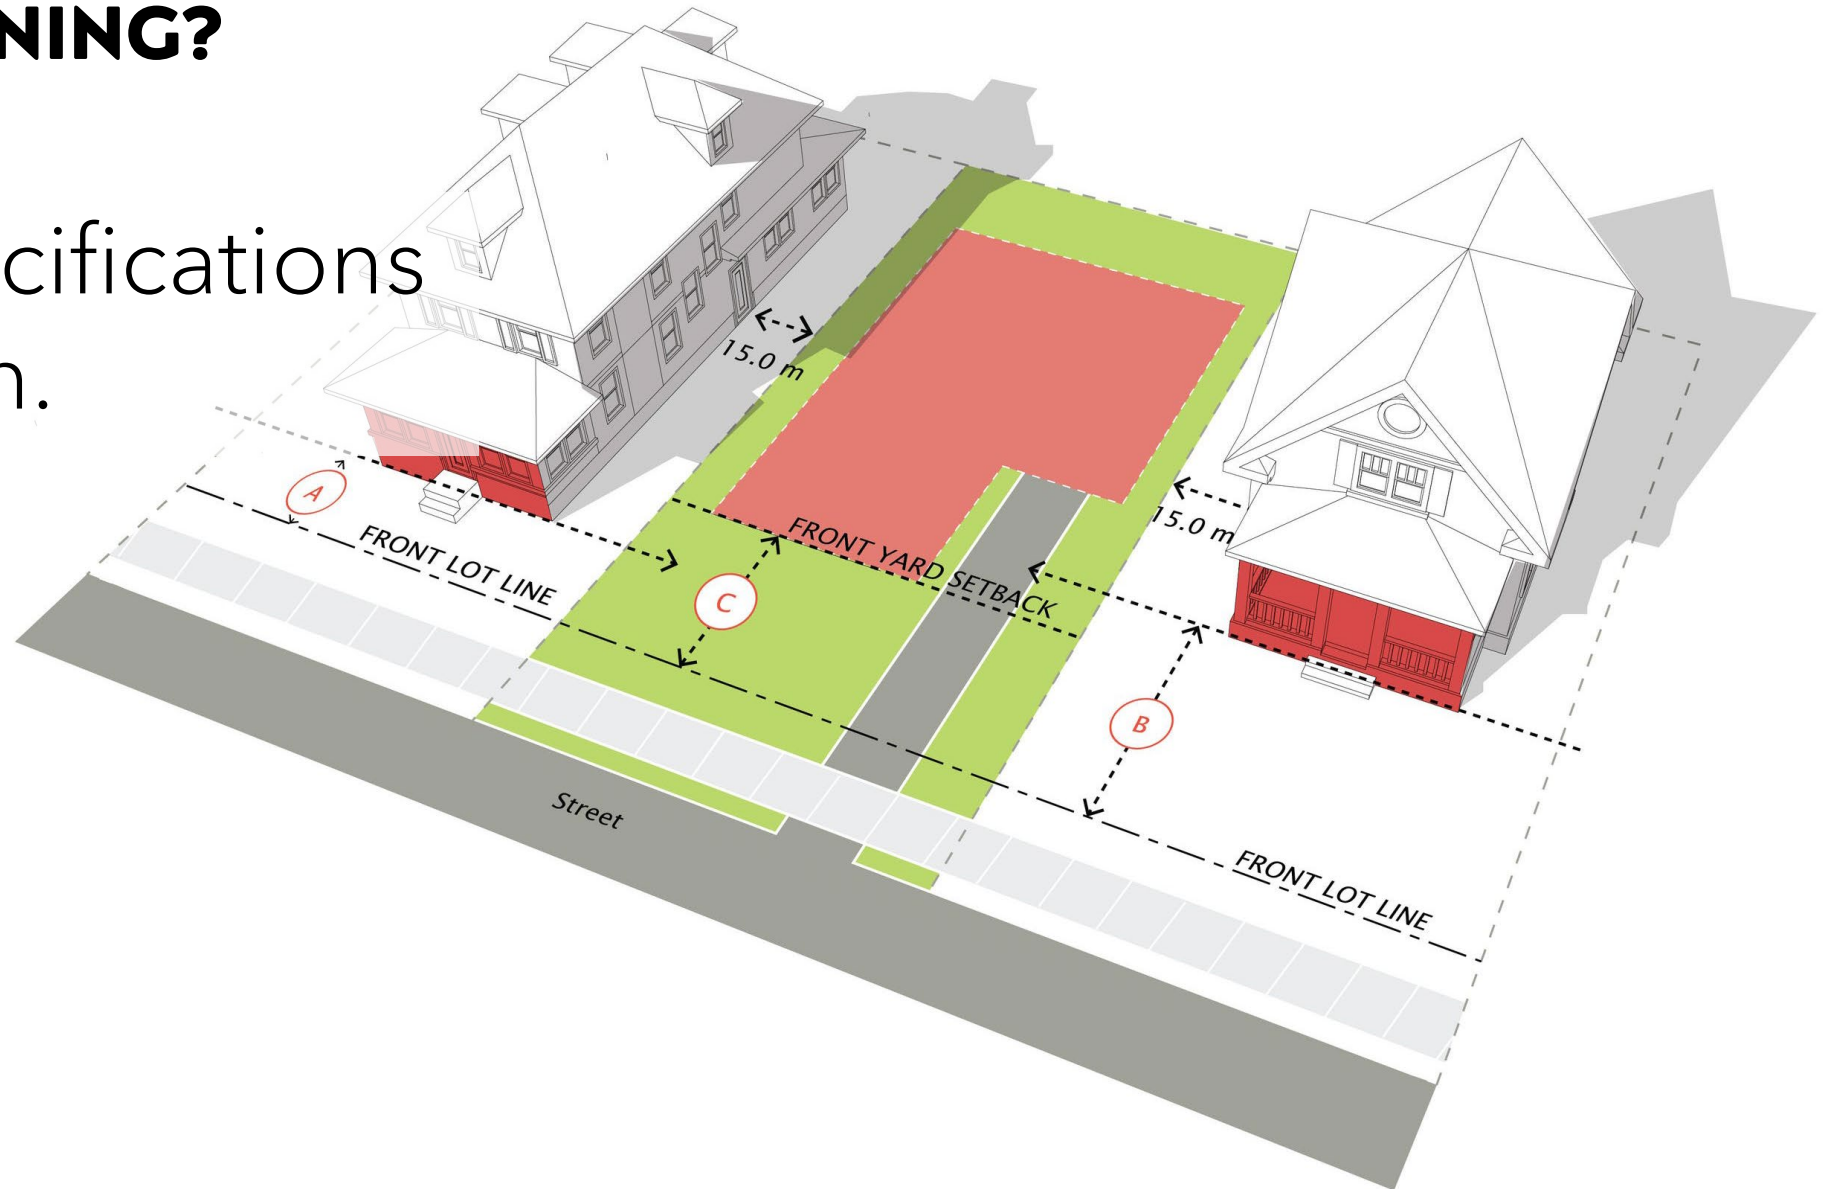 NING?
cifications
n.
15.0 m
A
FRONT LOT LINE
FRONT YARD SETBACK
C
15.0 m
B
Street
FRONT LOT LINE